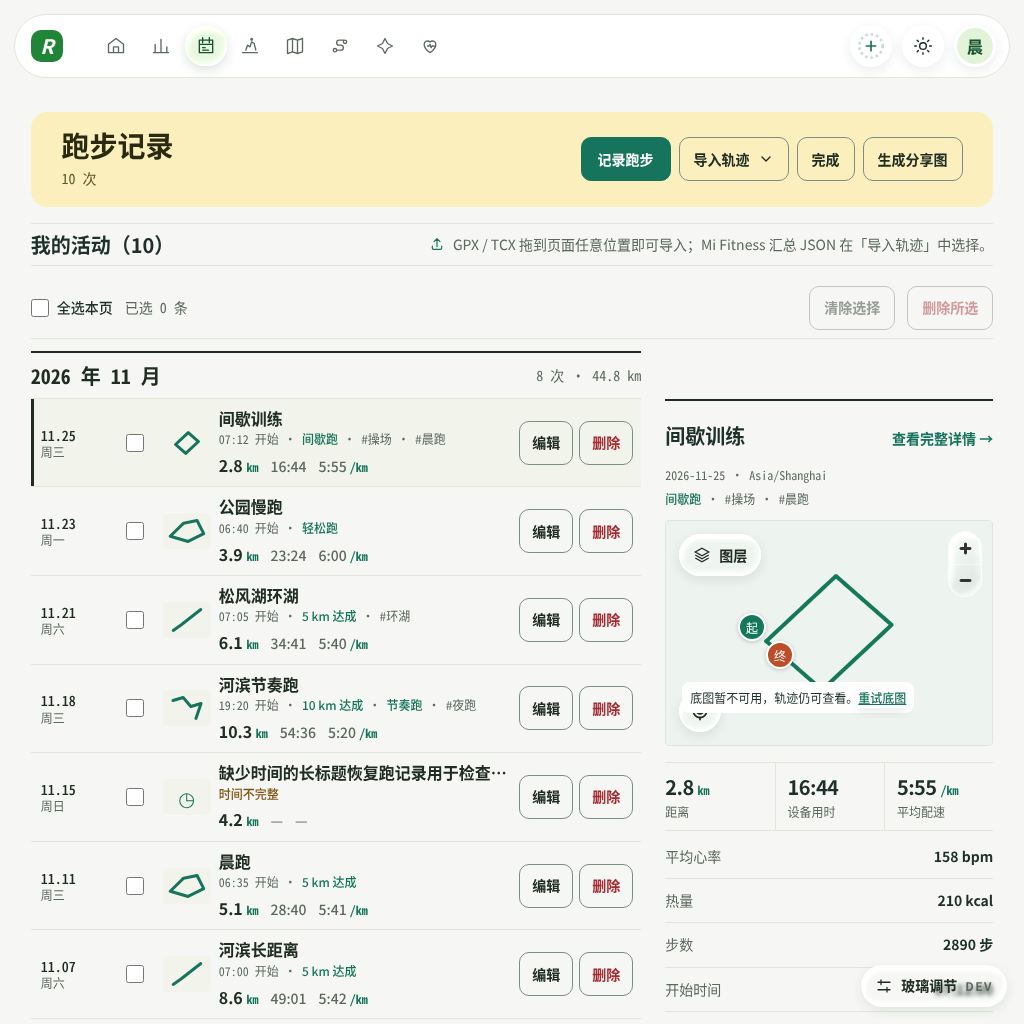 R
晨
跑步记录
10 次
记录跑步
导入轨迹
完成
生成分享图
我的活动（10）
GPX / TCX 拖到页面任意位置即可导入；Mi Fitness 汇总 JSON 在「导入轨迹」中选择。
全选本页 已选 0 条
清除选择
删除所选
2026 年 11 月
8 次 · 44.8 km
11.25
周三
间歇训练
07:12 开始 · 间歇跑 · #操场 · #晨跑
2.8 km 16:44 5:55 /km
编辑
删除
11.23
周一
公园慢跑
06:40 开始 · 轻松跑
3.9 km 23:24 6:00 /km
编辑
删除
11.21
周六
松风湖环湖
07:05 开始 · 5 km 达成 · #环湖
6.1 km 34:41 5:40 /km
编辑
删除
11.18
周三
河滨节奏跑
19:20 开始 · 10 km 达成 · 节奏跑 · #夜跑
10.3 km 54:36 5:20 /km
编辑
删除
11.15
周日
缺少时间的长标题恢复跑记录用于检查…
时间不完整
4.2 km — —
编辑
删除
11.11
周三
晨跑
06:35 开始 · 5 km 达成
5.1 km 28:40 5:41 /km
编辑
删除
11.07
周六
河滨长距离
07:00 开始 · 5 km 达成
8.6 km 49:01 5:42 /km
编辑
删除
间歇训练
查看完整详情 →
2026-11-25 · Asia/Shanghai
间歇跑 · #操场 · #晨跑
图层
+
−
起
终
底图暂不可用，轨迹仍可查看。重试底图
2.8 km
距离
16:44
设备用时
5:55 /km
平均配速
平均心率 158 bpm
热量 210 kcal
步数 2890 步
开始时间
玻璃调节 DEV